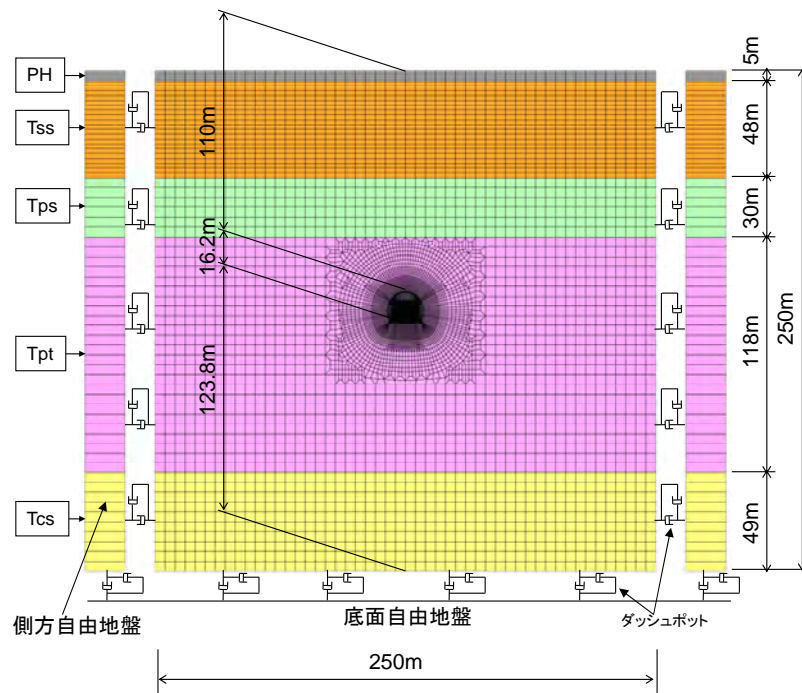 PH
Tss
Tps
Tpt
Tcs
110m
16.2m
123.8m
5m
48m
30m
118m
49m
250m
側方自由地盤
底面自由地盤
ダッシュポット
250m